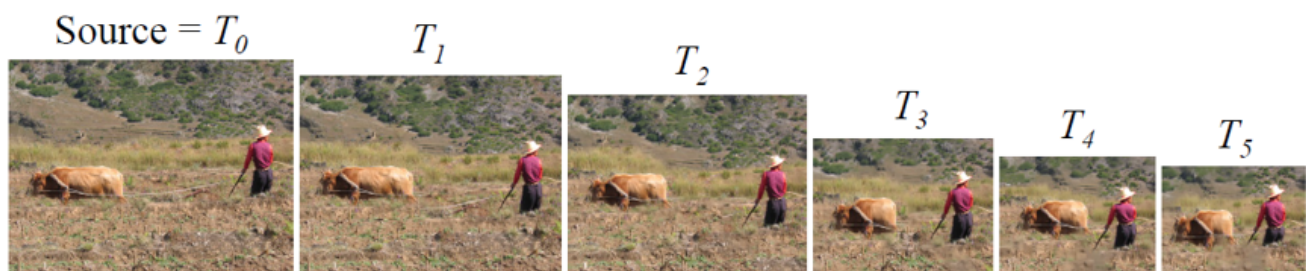 Source = T₀
T₁
T₂
T₃
T₄
T₅